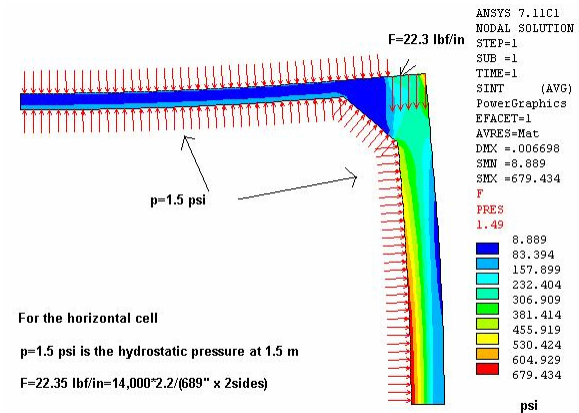 ANSYS 7.11C1
NODAL SOLUTION
STEP=1
SUB =1
TIME=1
SINT (AVG)
PowerGraphics
EFACET=1
AVRES=Mat
DMX =.006698
SMN =8.889
SMX =679.434
F
PRES
1.49
8.889
83.394
157.899
232.404
306.909
381.414
455.919
530.424
604.929
679.434
psi
F=22.3 lbf/in
p=1.5 psi
For the horizontal cell
p=1.5 psi is the hydrostatic pressure at 1.5 m
F=22.35 lbf/in=14,000*2.2/(689" x 2sides)